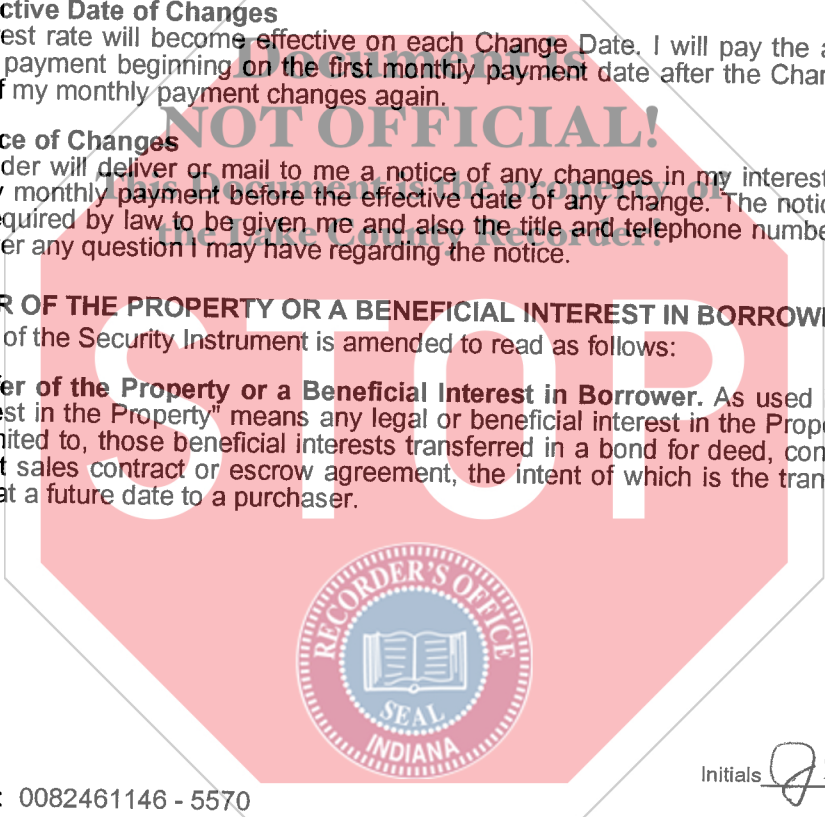 ctive Date of Changes
est rate will become effective on each Change Date. I will pay the a
payment beginning on the first monthly payment date after the Char
f my monthly payment changes again.
ce of Changes
der will deliver or mail to me a notice of any changes in my interest
y monthly payment before the effective date of any change. The notic
equired by law to be given me and also the title and telephone numbe
er any question I may have regarding the notice.
R OF THE PROPERTY OR A BENEFICIAL INTEREST IN BORROWE
of the Security Instrument is amended to read as follows:
er of the Property or a Beneficial Interest in Borrower. As used
est in the Property" means any legal or beneficial interest in the Prope
nited to, those beneficial interests transferred in a bond for deed, con
t sales contract or escrow agreement, the intent of which is the tran
at a future date to a purchaser.
Document is
NOT OFFICIAL!
This Document is the property of
the Lake County Recorder!
STOP
RECORDER'S OFFICE
SEAL
INDIANA
Initials
: 0082461146 - 5570